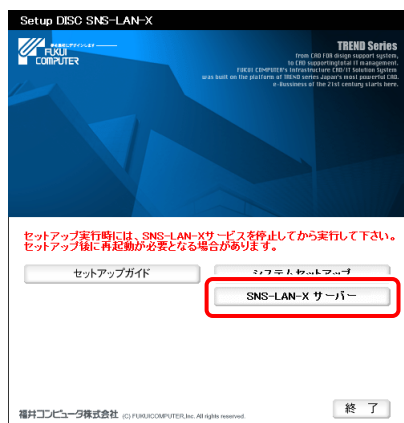 Setup DISC SNS-LAN-X
FUKUI
COMPUTER
TREND Series
from CAD FOR disign support system,
to CAD supportingtotal IT management.
FUKUI COMPUTER's Infrastructure CAD/IT Solution System
was built on the platform of TREND series Japan's most powerful CAD.
e-Bussiness of the 21st century starts here.
セットアップ実行時には、SNS-LAN-Xサービスを停止してから実行して下さい。
セットアップ後に再起動が必要となる場合があります。
セットアップガイド
システムセットアップ
SNS-LAN-X サーバー
終 了
福井コンピュータ株式会社 (C) FUKUICOMPUTER,Inc. All rights reserved.